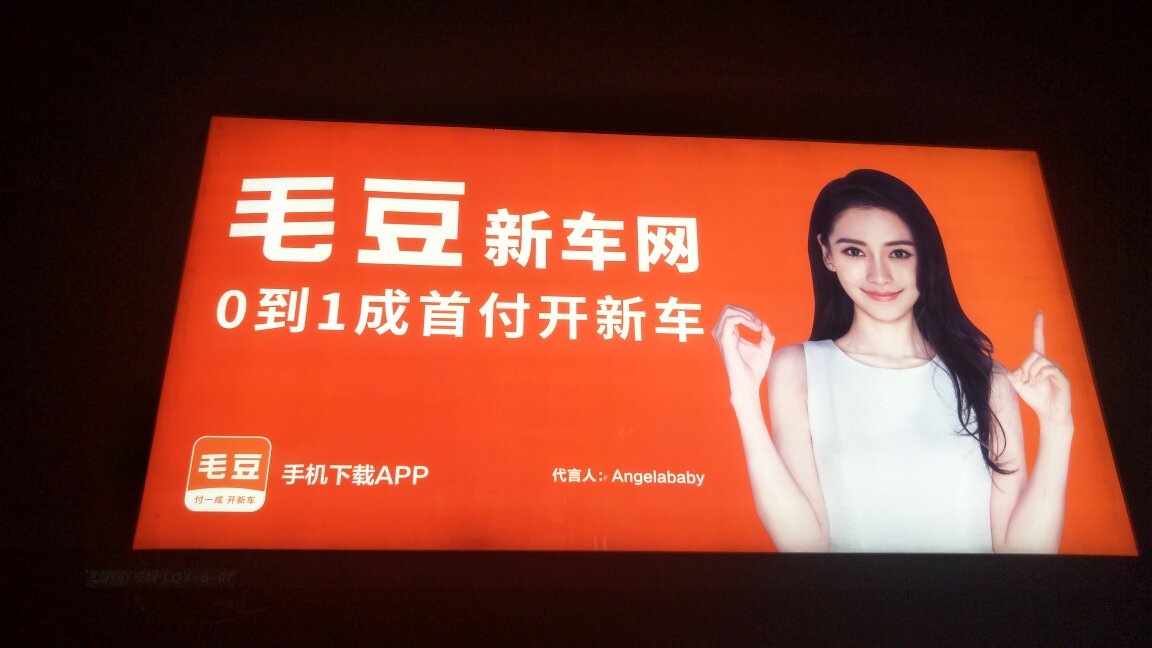 毛豆新车网
0到1成首付开新车
毛豆
付一成 开新车
手机下载APP
代言人：Angelababy